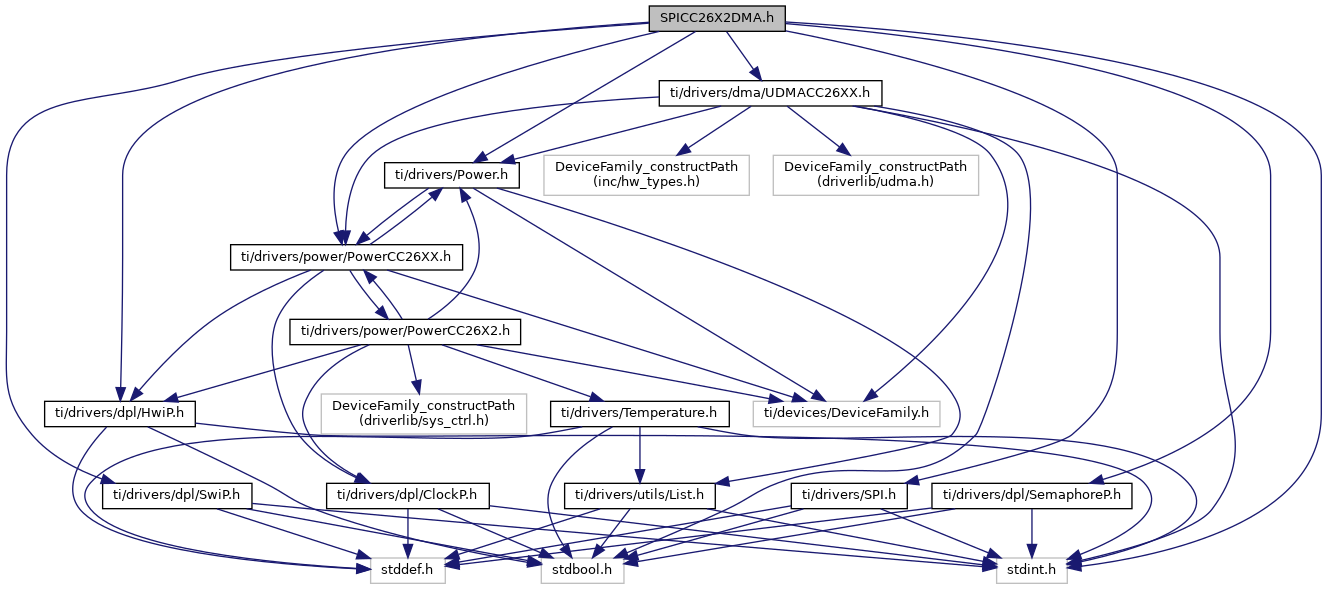 SPICC26X2DMA.h
ti/drivers/dma/UDMACC26XX.h
ti/drivers/Power.h
DeviceFamily_constructPath
(inc/hw_types.h)
DeviceFamily_constructPath
(driverlib/udma.h)
ti/drivers/power/PowerCC26XX.h
ti/drivers/power/PowerCC26X2.h
ti/drivers/dpl/HwiP.h
DeviceFamily_constructPath
(driverlib/sys_ctrl.h)
ti/drivers/Temperature.h
ti/devices/DeviceFamily.h
ti/drivers/dpl/SwiP.h
ti/drivers/dpl/ClockP.h
ti/drivers/utils/List.h
ti/drivers/SPI.h
ti/drivers/dpl/SemaphoreP.h
stddef.h
stdbool.h
stdint.h